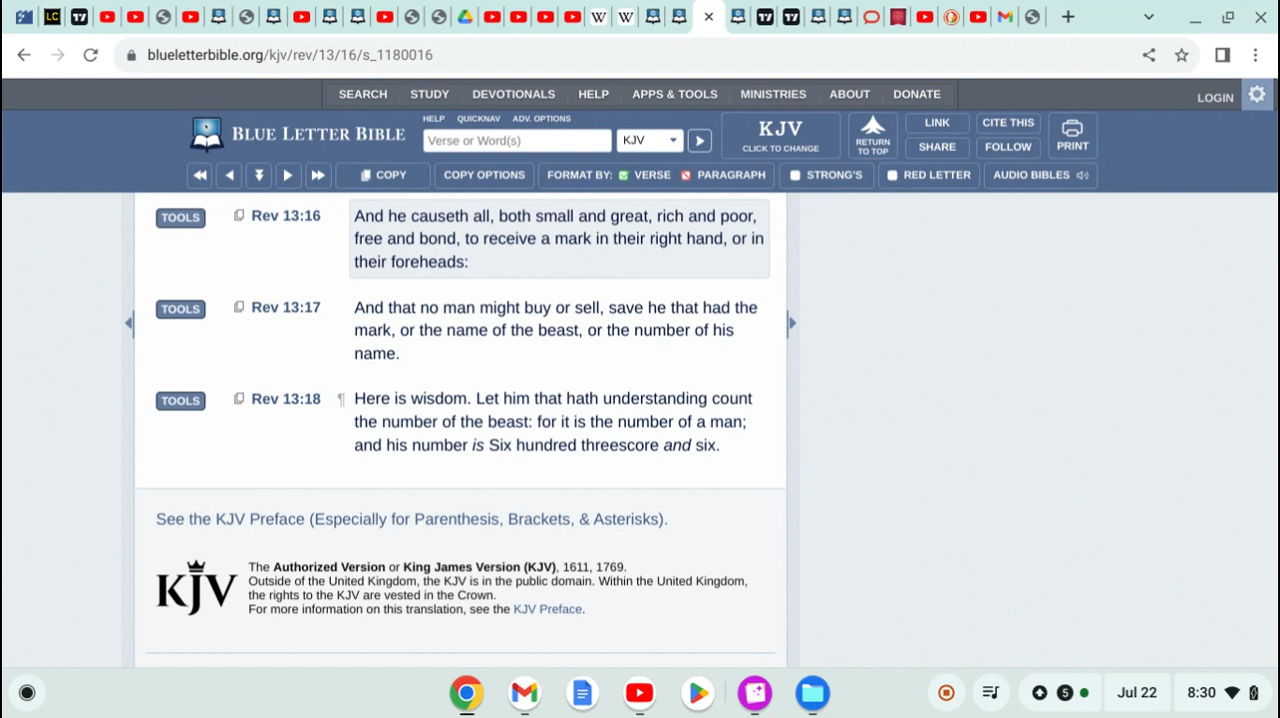 LC
17
W
W
17
17
blueletterbible.org/kjv/rev/13/16/s_1180016
SEARCH STUDY DEVOTIONALS HELP APPS & TOOLS MINISTRIES ABOUT DONATE
LOGIN
BLUE LETTER BIBLE
HELP QUICKNAV ADV. OPTIONS
Verse or Word(s) KJV
KJV
CLICK TO CHANGE
RETURN
TO TOP
LINK CITE THIS
SHARE FOLLOW
PRINT
COPY COPY OPTIONS FORMAT BY: VERSE PARAGRAPH STRONG'S RED LETTER AUDIO BIBLES
TOOLS Rev 13:16 And he causeth all, both small and great, rich and poor,
free and bond, to receive a mark in their right hand, or in
their foreheads:
TOOLS Rev 13:17 And that no man might buy or sell, save he that had the
mark, or the name of the beast, or the number of his
name.
TOOLS Rev 13:18 ¶ Here is wisdom. Let him that hath understanding count
the number of the beast: for it is the number of a man;
and his number is Six hundred threescore and six.
See the KJV Preface (Especially for Parenthesis, Brackets, & Asterisks).
KJV
The Authorized Version or King James Version (KJV), 1611, 1769.
Outside of the United Kingdom, the KJV is in the public domain. Within the United Kingdom,
the rights to the KJV are vested in the Crown.
For more information on this translation, see the KJV Preface.
5 Jul 22 8:30